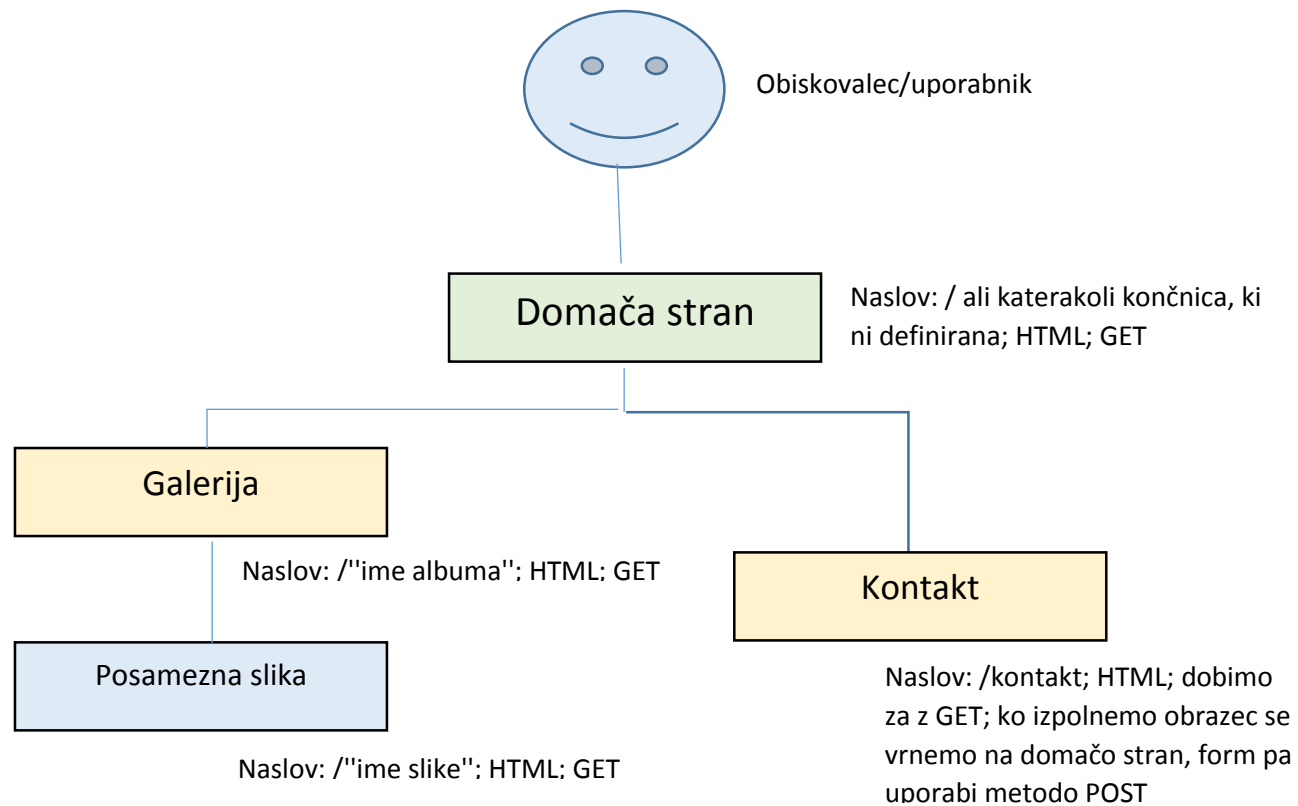 Obiskovalec/uporabnik
Domača stran
Naslov: / ali katerakoli končnica, ki
ni definirana; HTML; GET
Galerija
Naslov: /''ime albuma''; HTML; GET
Kontakt
Posamezna slika
Naslov: /kontakt; HTML; dobimo
za z GET; ko izpolnemo obrazec se
vrnemo na domačo stran, form pa
uporabi metodo POST
Naslov: /''ime slike''; HTML; GET